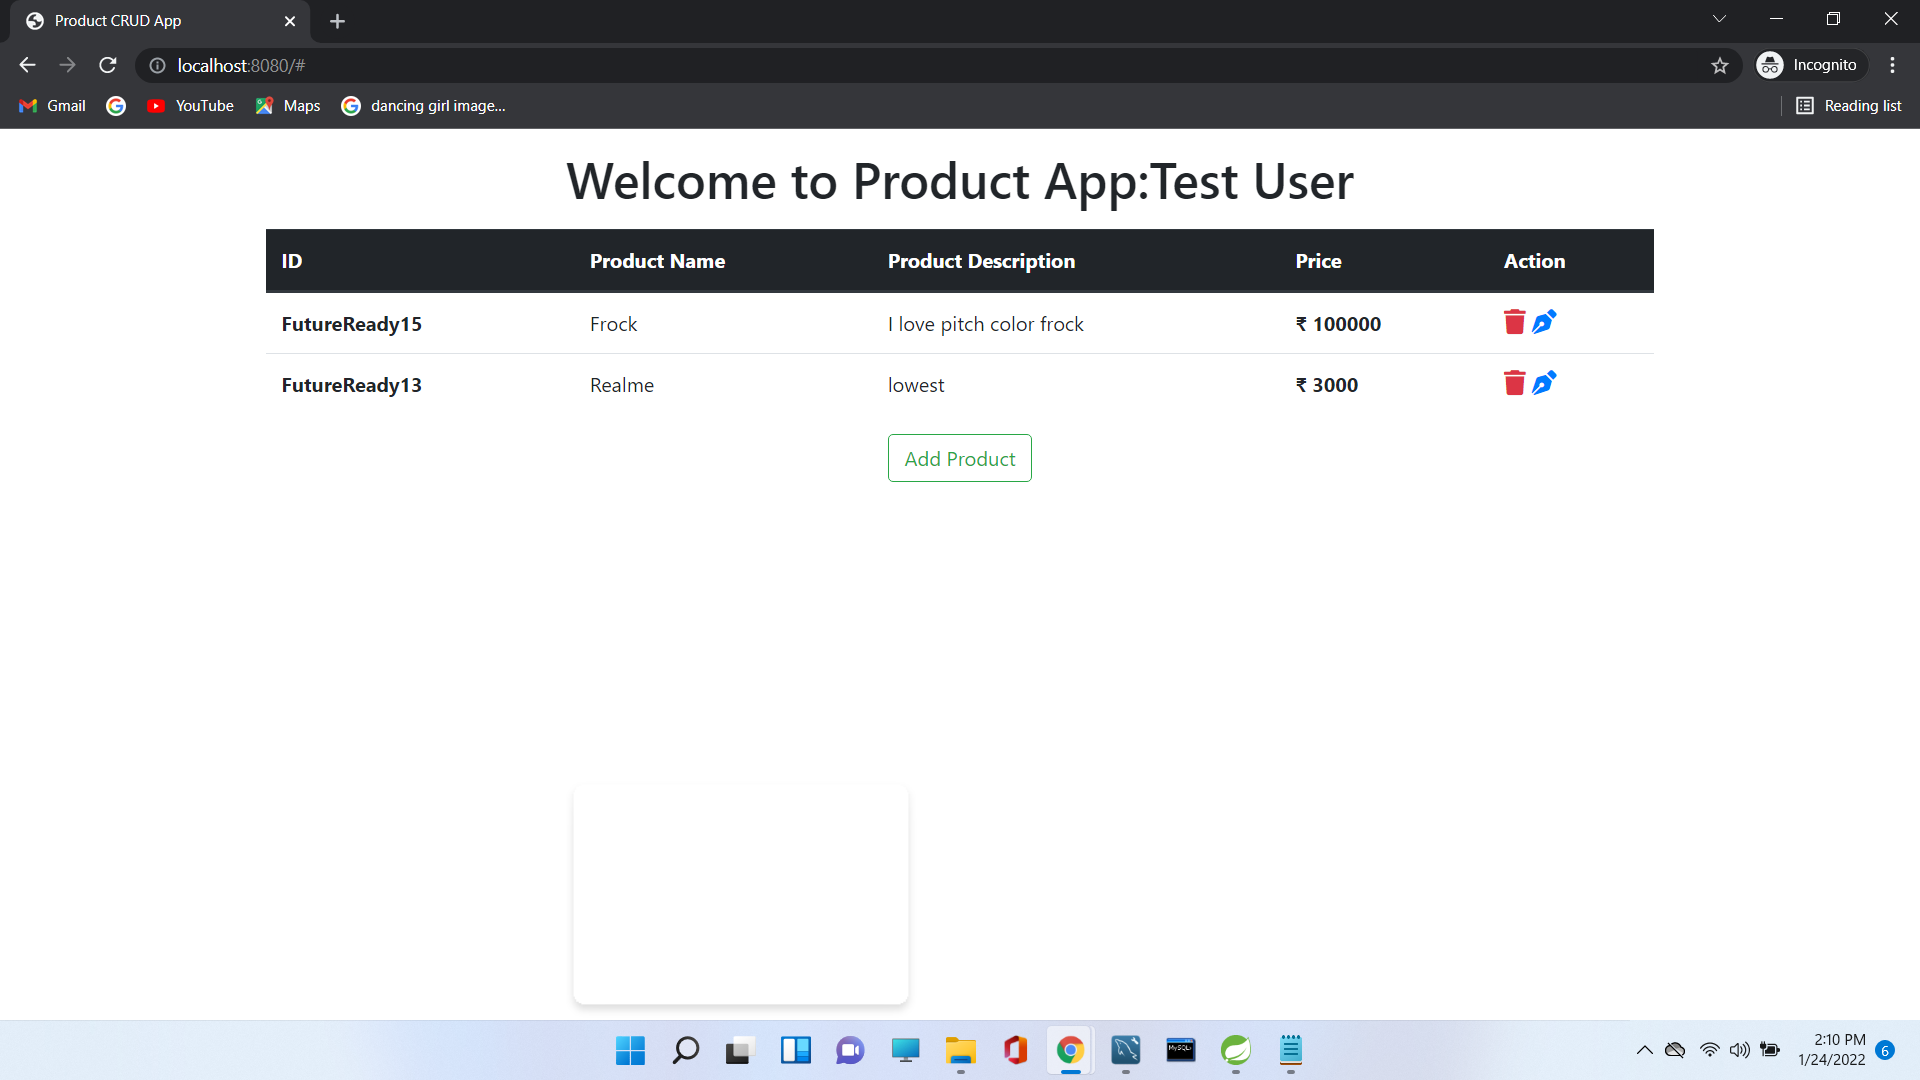 Product CRUD App
localhost:8080/#
Incognito
Gmail
YouTube
Maps
dancing girl image...
Reading list
Welcome to Product App:Test User
ID Product Name Product Description Price Action
FutureReady15 Frock I love pitch color frock ₹ 100000
FutureReady13 Realme lowest ₹ 3000
Add Product
MySQL
2:10 PM
1/24/2022
6